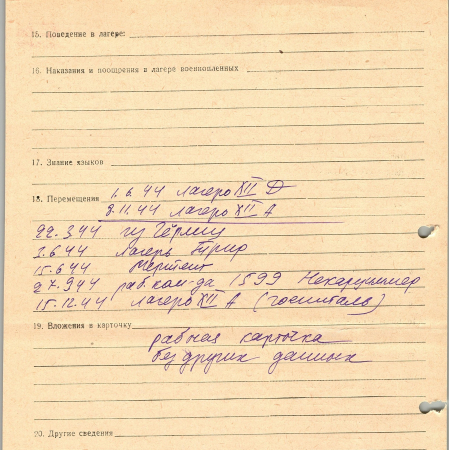 15. Поведение в лагере:
16. Наказания и поощрения в лагере военнопленных
17. Знание языков
18. Перемещения 1.6.44 лагерь XII D
8.11.44 лагерь XII A
22.3.44 из Гёрлиц
3.6.44 лагерь Трир
15.6.44
27.9.44 раб.ком-да 1599
15.12.44 лагерь XII A (госпиталь)
19. Вложения в карточку
рабочая карточка
без других данных
20. Другие сведения